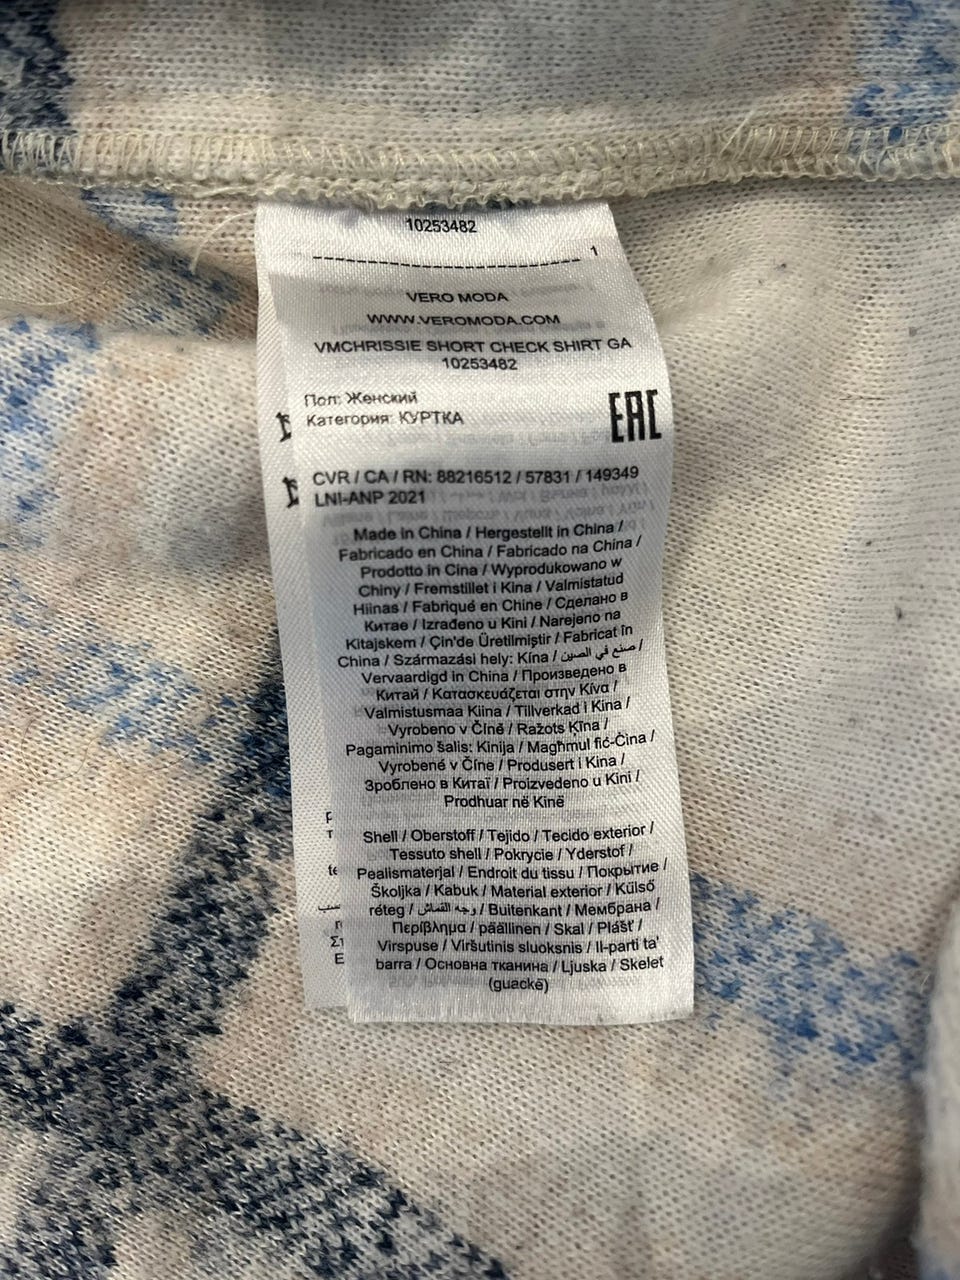 10253482
1
VERO MODA
WWW.VEROMODA.COM
VMCHRISSIE SHORT CHECK SHIRT GA
10253482
Пол: Женский
Категория: КУРТКА
EAC
CVR / CA / RN: 88216512 / 57831 / 149349
LNI-ANP 2021
Made in China / Hergestellt in China /
Fabricado en China / Fabricado na China /
Prodotto in Cina / Wyprodukowano w
Chiny / Fremstillet i Kina / Valmistatud
Hiinas / Fabriqué en Chine / Сделано в
Китае / Izrađeno u Kini / Narejeno na
Kitajskem / Çin'de Üretilmiştir / Fabricat în
China / Származási hely: Kína / صنع في الصين /
Vervaardigd in China / Произведено в
Китай / Κατασκευάζεται στην Κίνα /
Valmistusmaa Kiina / Tillverkad i Kina /
Vyrobeno v Číně / Ražots Ķīna /
Pagaminimo šalis: Kinija / Magħmul fiċ-Ċina /
Vyrobené v Číne / Produsert i Kina /
Зроблено в Китаї / Proizvedeno u Kini /
Prodhuar në Kinë
Shell / Oberstoff / Tejido / Tecido exterior /
Tessuto shell / Pokrycie / Yderstof /
Pealismaterjal / Endroit du tissu / Покрытие /
Školjka / Kabuk / Material exterior / Külső
réteg / وجه القماش / Buitenkant / Мембрана /
Περίβλημα / päällinen / Skal / Plášť /
Virspuse / Viršutinis sluoksnis / Il-parti ta'
barra / Основна тканина / Ljuska / Skelet
(guackë)